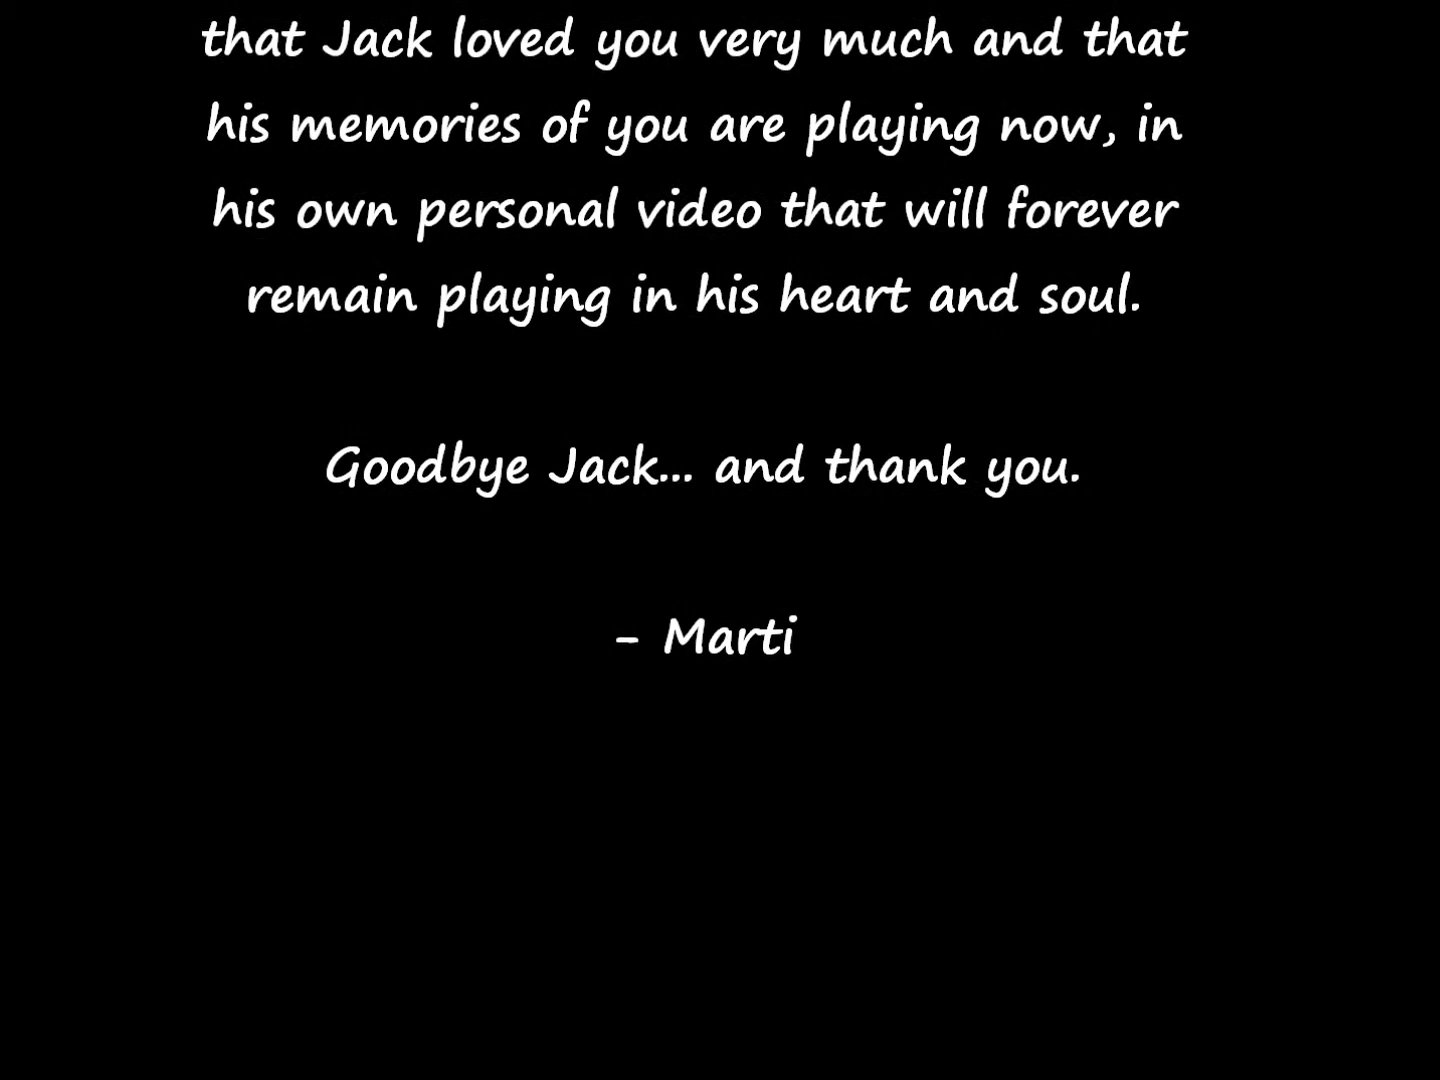 that Jack loved you very much and that
his memories of you are playing now, in
his own personal video that will forever
remain playing in his heart and soul.
Goodbye Jack... and thank you.
- Marti